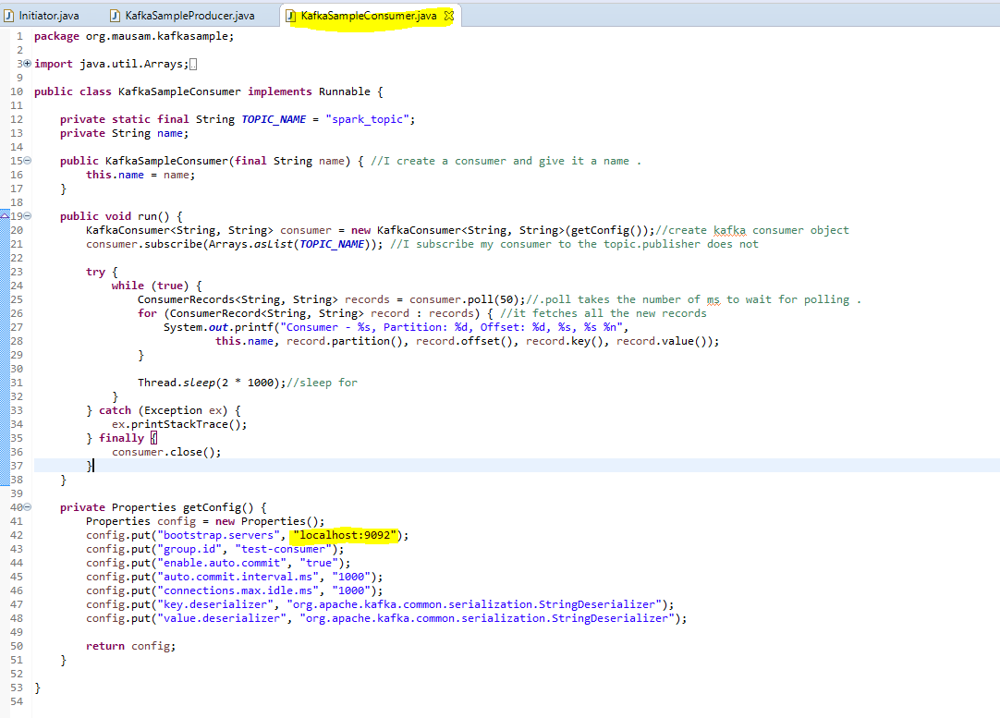 Initiator.java KafkaSampleProducer.java KafkaSampleConsumer.java
1 package org.mausam.kafkasample;
2
3 import java.util.Arrays;
9
10 public class KafkaSampleConsumer implements Runnable {
11
12 private static final String TOPIC_NAME = "spark_topic";
13 private String name;
14
15 public KafkaSampleConsumer(final String name) { //I create a consumer and give it a name .
16 this.name = name;
17 }
18
19 public void run() {
20 KafkaConsumer<String, String> consumer = new KafkaConsumer<String, String>(getConfig());//create kafka consumer object
21 consumer.subscribe(Arrays.asList(TOPIC_NAME)); //I subscribe my consumer to the topic.publisher does not
22
23 try {
24 while (true) {
25 ConsumerRecords<String, String> records = consumer.poll(50);//.poll takes the number of ms to wait for polling .
26 for (ConsumerRecord<String, String> record : records) { //it fetches all the new records
27 System.out.printf("Consumer - %s, Partition: %d, Offset: %d, %s, %s %n",
28 this.name, record.partition(), record.offset(), record.key(), record.value());
29 }
30
31 Thread.sleep(2 * 1000);//sleep for
32 }
33 } catch (Exception ex) {
34 ex.printStackTrace();
35 } finally {
36 consumer.close();
37 }
38 }
39
40 private Properties getConfig() {
41 Properties config = new Properties();
42 config.put("bootstrap.servers", "localhost:9092");
43 config.put("group.id", "test-consumer");
44 config.put("enable.auto.commit", "true");
45 config.put("auto.commit.interval.ms", "1000");
46 config.put("connections.max.idle.ms", "1000");
47 config.put("key.deserializer", "org.apache.kafka.common.serialization.StringDeserializer");
48 config.put("value.deserializer", "org.apache.kafka.common.serialization.StringDeserializer");
49
50 return config;
51 }
52
53 }
54